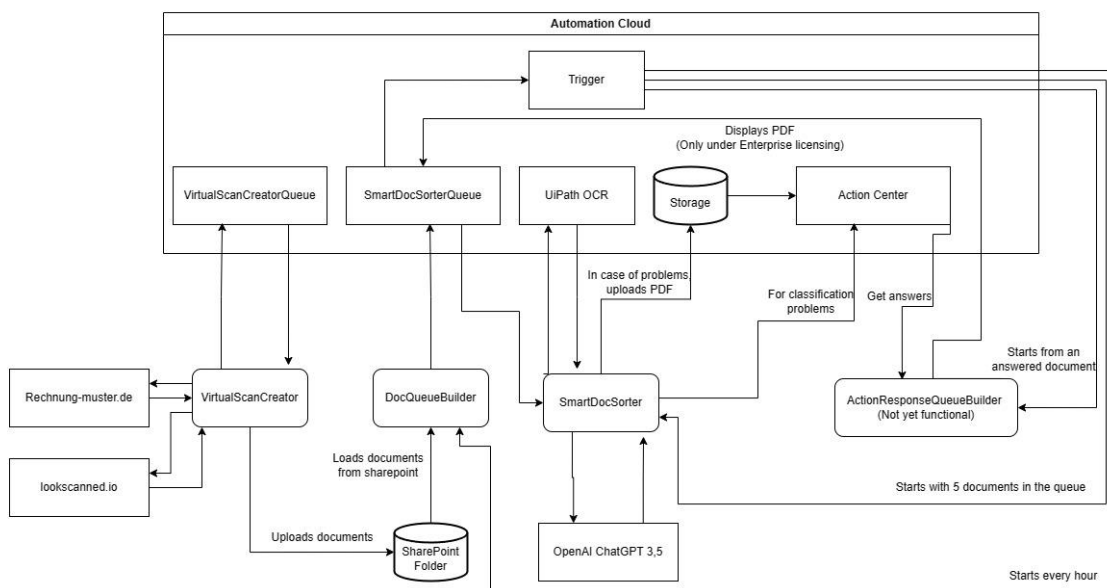 Automation Cloud
Trigger
Displays PDF
(Only under Enterprise licensing)
VirtualScanCreatorQueue
SmartDocSorterQueue
UiPath OCR
Storage
Action Center
In case of problems,
uploads PDF
For classification
problems
Get answers
Starts from an
answered document
Rechnung-muster.de
VirtualScanCreator
DocQueueBuilder
SmartDocSorter
ActionResponseQueueBuilder
(Not yet functional)
Loads documents
from sharepoint
lookscanned.io
Starts with 5 documents in the queue
Uploads documents
SharePoint
Folder
OpenAI ChatGPT 3,5
Starts every hour